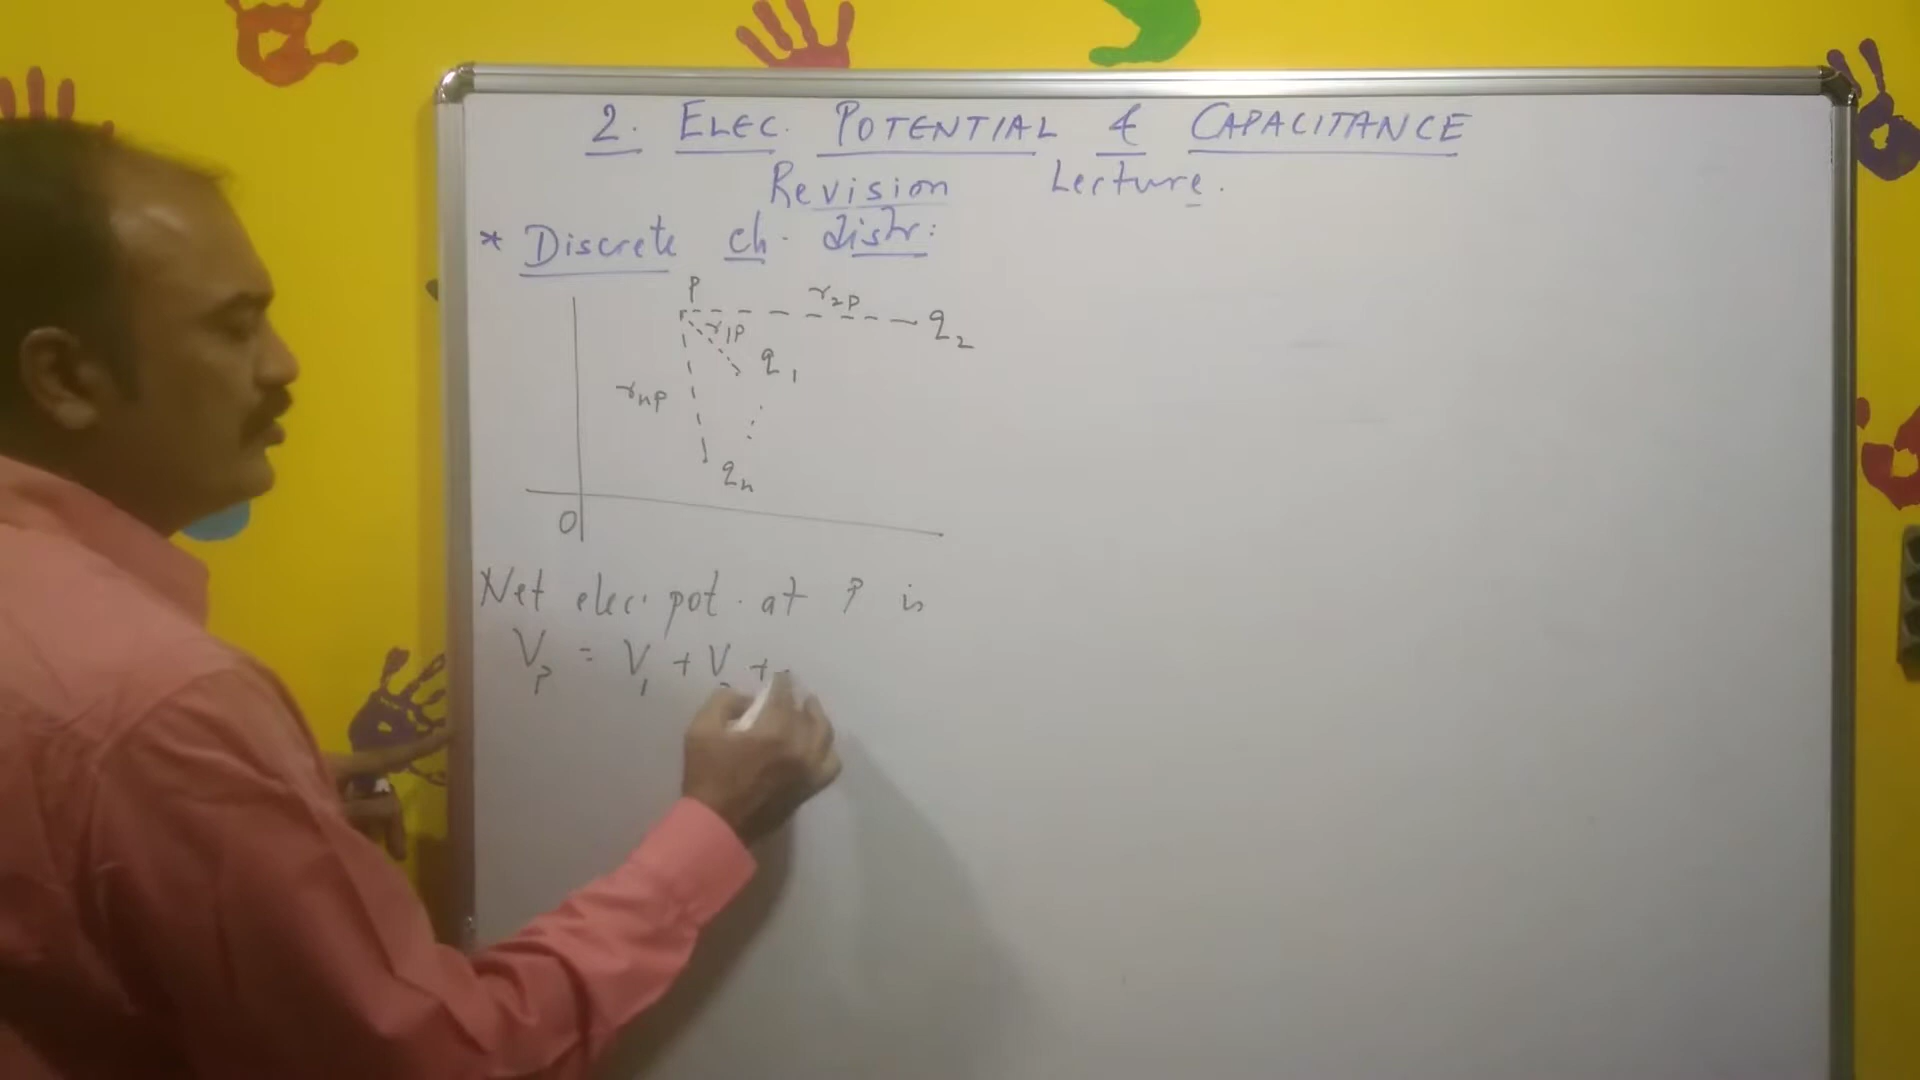 2. ELEC. POTENTIAL & CAPACITANCE
Revision Lecture.
* Discrete ch. distr:
P r2P q2
r1P
q1
rnP
qn
O
Net elec. pot. at P is
VP = V1 + V2 +